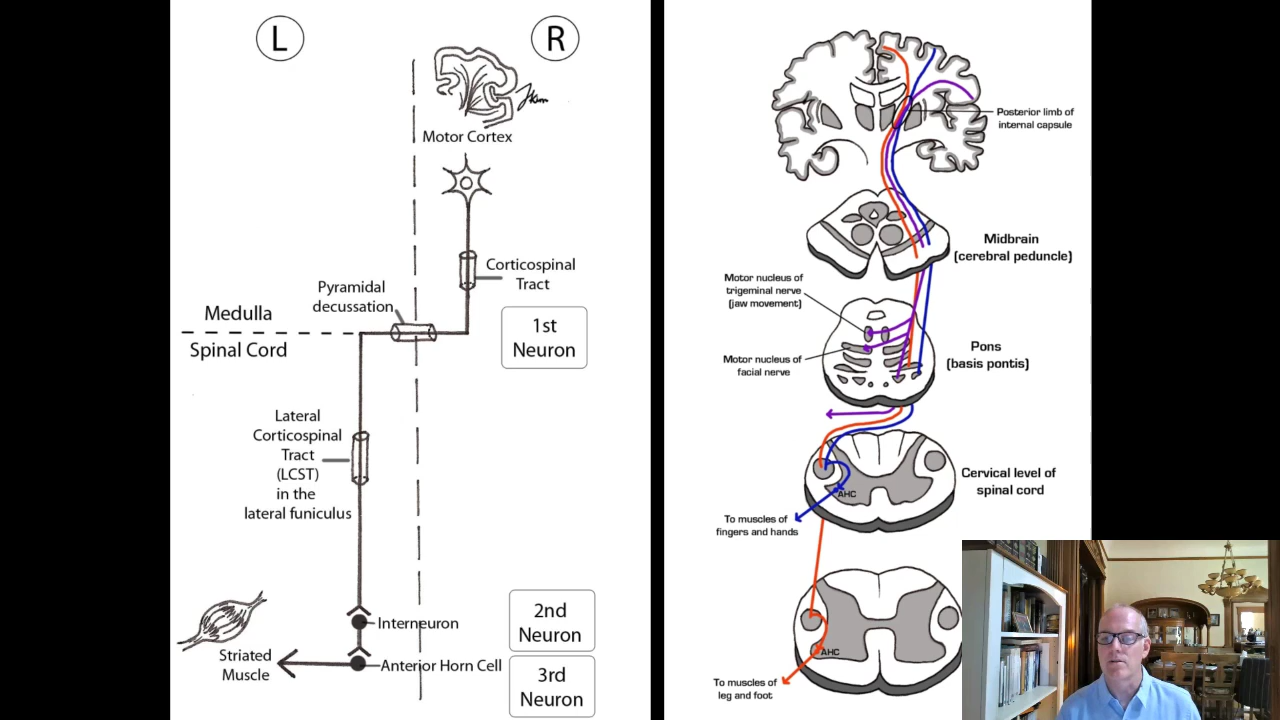 L
R
Motor Cortex
Corticospinal
Tract
Pyramidal
decussation
Medulla
Spinal Cord
1st
Neuron
Lateral
Corticospinal
Tract
(LCST)
in the
lateral funiculus
Interneuron
2nd
Neuron
Striated
Muscle
Anterior Horn Cell
3rd
Neuron
Posterior limb of
internal capsule
Midbrain
(cerebral peduncle)
Motor nucleus of
trigeminal nerve
(jaw movement)
Motor nucleus of
facial nerve
Pons
(basis pontis)
Cervical level of
spinal cord
AHC
To muscles of
fingers and hands
AHC
To muscles of
leg and foot